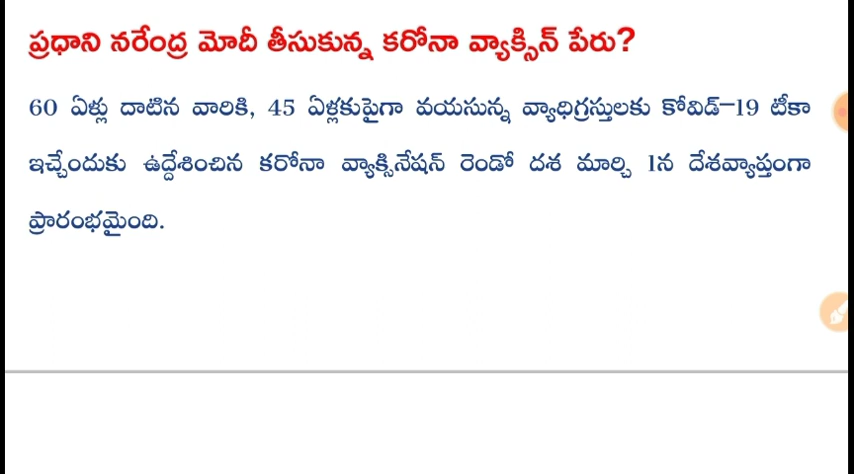 ప్రధాని నరేంద్ర మోదీ తీసుకున్న కరోనా వ్యాక్సిన్ పేరు?
60 ఏళ్లు దాటిన వారికి, 45 ఏళ్లకుపైగా వయసున్న వ్యాధిగ్రస్తులకు కోవిడ్–19 టీకా
ఇచ్చేందుకు ఉద్దేశించిన కరోనా వ్యాక్సినేషన్ రెండో దశ మార్చి 1న దేశవ్యాప్తంగా
ప్రారంభమైంది.